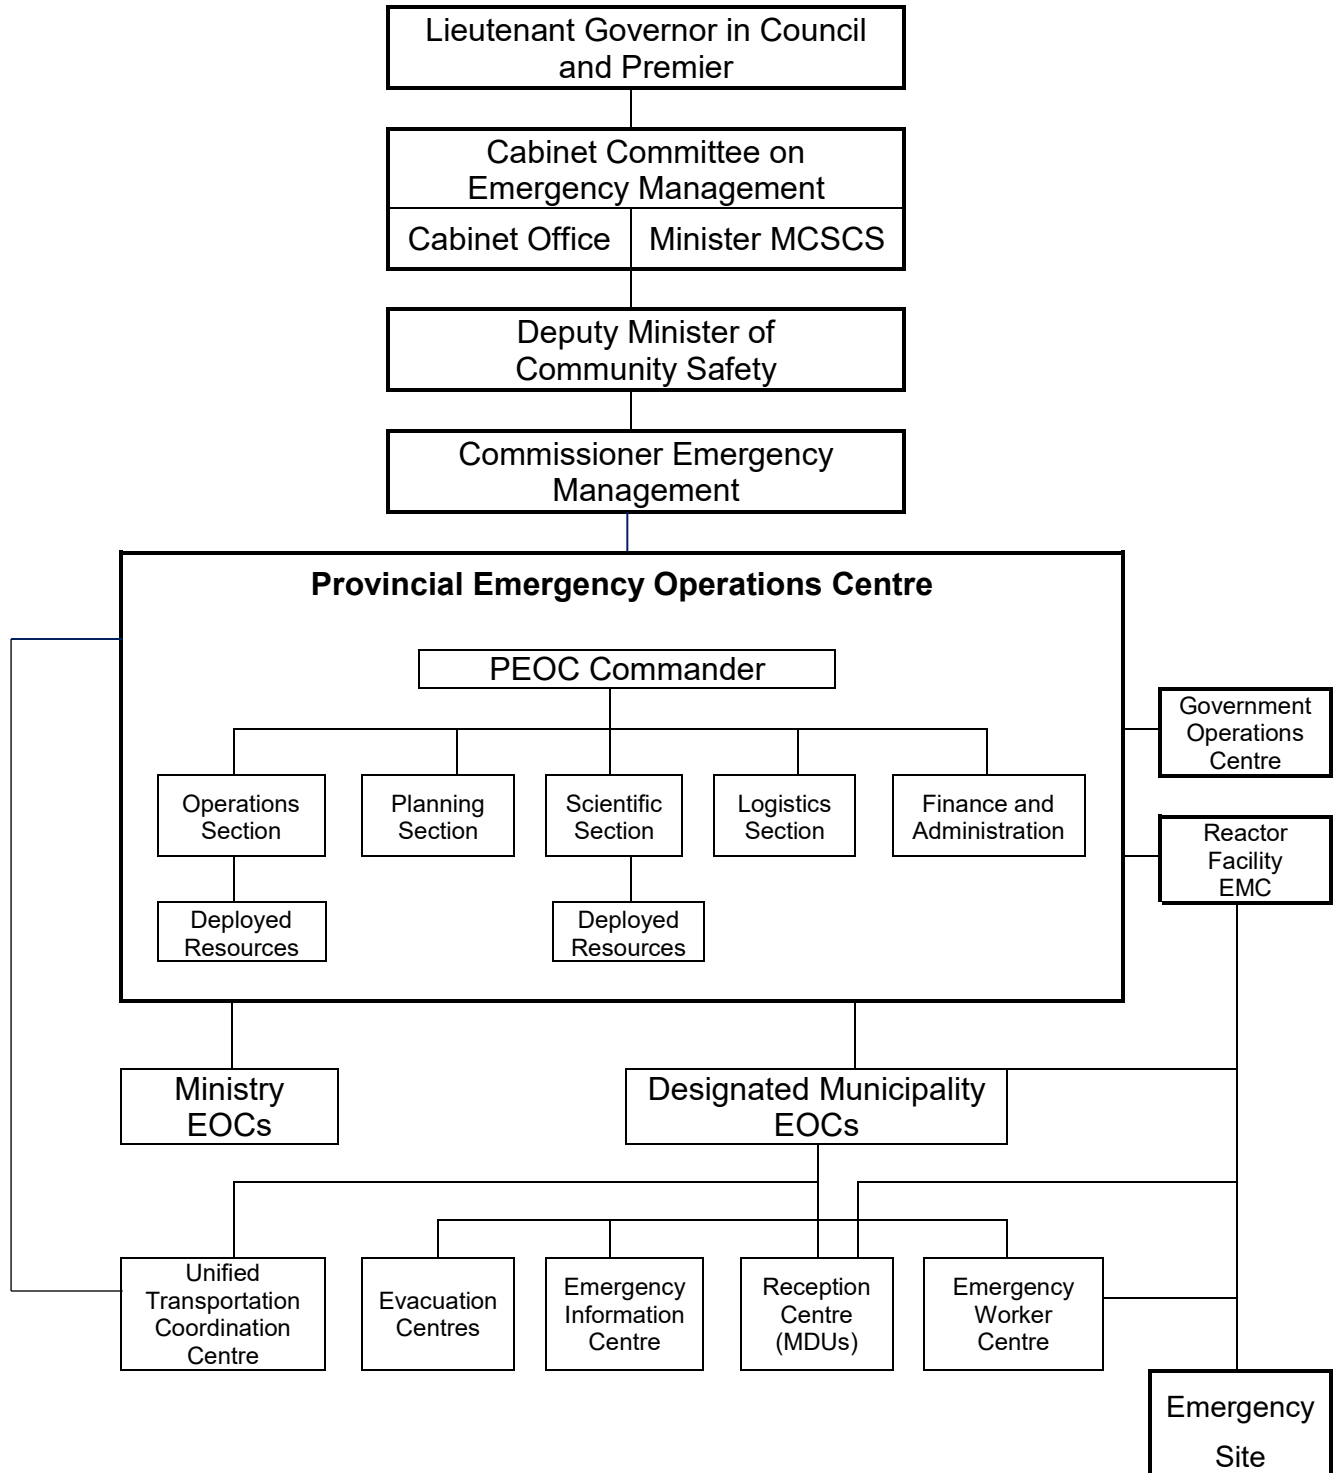 Lieutenant Governor in Council
and Premier
Cabinet Committee on
Emergency Management
Cabinet Office
Minister MCSCS
Deputy Minister of
Community Safety
Commissioner Emergency
Management
Provincial Emergency Operations Centre
PEOC Commander
Government
Operations
Centre
Operations
Section
Planning
Section
Scientific
Section
Logistics
Section
Finance and
Administration
Reactor
Facility
EMC
Deployed
Resources
Deployed
Resources
Ministry
EOCs
Designated Municipality
EOCs
Unified
Transportation
Coordination
Centre
Evacuation
Centres
Emergency
Information
Centre
Reception
Centre
(MDUs)
Emergency
Worker
Centre
Emergency
Site